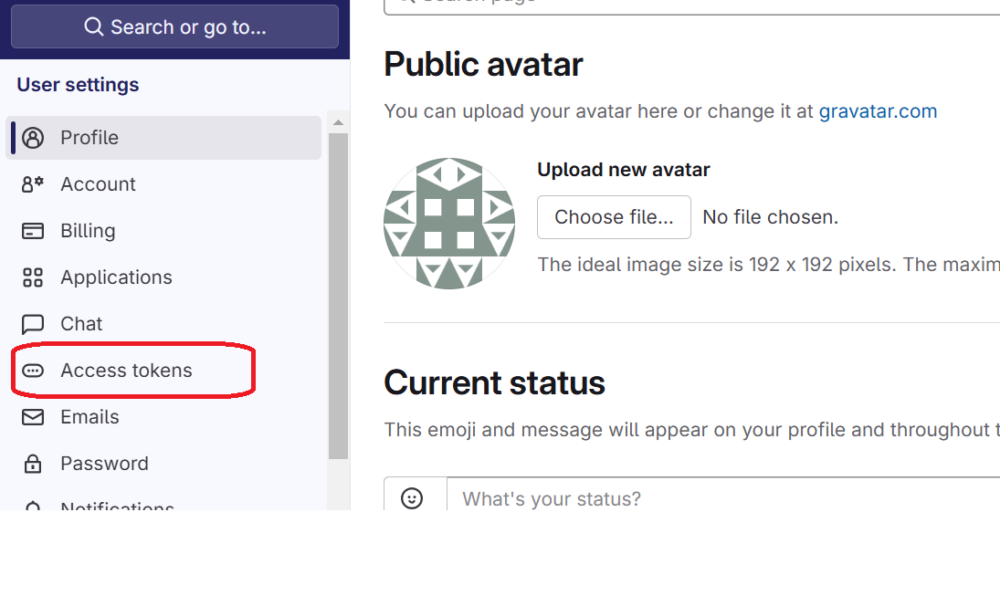 Search or go to...
User settings
Profile
Account
Billing
Applications
Chat
Access tokens
Emails
Password
Notifications
Search page
Public avatar
You can upload your avatar here or change it at gravatar.com
Upload new avatar
Choose file... No file chosen.
The ideal image size is 192 x 192 pixels. The maxim
Current status
This emoji and message will appear on your profile and throughout t
What's your status?